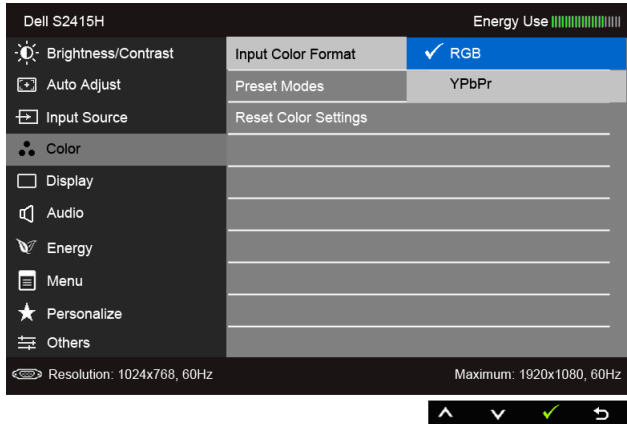 Dell S2415H
Energy Use
Brightness/Contrast
Input Color Format
RGB
Auto Adjust
Preset Modes
YPbPr
Input Source
Reset Color Settings
Color
Display
Audio
Energy
Menu
Personalize
Others
Resolution: 1024x768, 60Hz
Maximum: 1920x1080, 60Hz